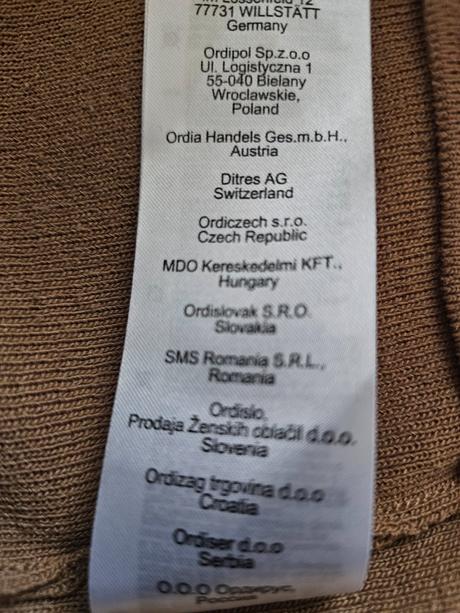 77731 WILLSTÄTT
Germany
Ordipol Sp.z.o.o
Ul. Logistyczna 1
55-040 Bielany
Wroclawskie,
Poland
Ordia Handels Ges.m.b.H.,
Austria
Ditres AG
Switzerland
Ordiczech s.r.o.
Czech Republic
MDO Kereskedelmi KFT.,
Hungary
Ordislovak S.R.O.
Slovakia
SMS Romania S.R.L.,
Romania
Ordislo,
Prodaja Ženskih oblačil d.o.o.
Slovenia
Ordizag trgovina d.o.o
Croatia
Ordiser d.o.o
Serbia
O.O.O